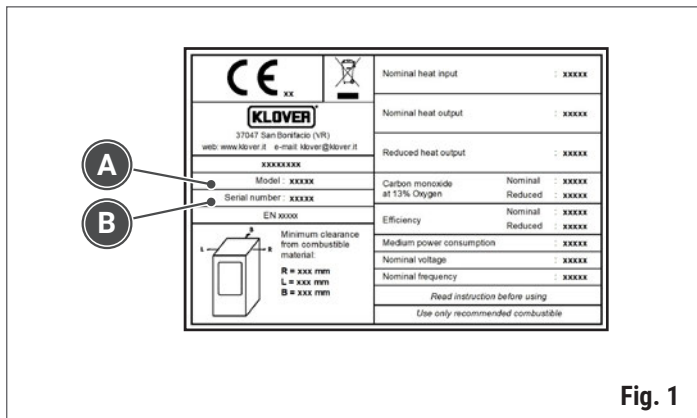 CE xx
KLOVER
37047 San Bonifacio (VR)
web: www.klover.it e-mail: klover@klover.it
xxxxxxxx
A
Model : xxxxx
B
Serial number : xxxxx
EN xxxxx
B
L
R
Minimum clearance
from combustible
material:
R = xxx mm
L = xxx mm
B = xxx mm
Nominal heat input : xxxxx
Nominal heat output : xxxxx
Reduced heat output : xxxxx
Carbon monoxide Nominal : xxxxx
at 13% Oxygen Reduced : xxxxx
Efficiency Nominal : xxxxx
Reduced : xxxxx
Medium power consumption : xxxxx
Nominal voltage : xxxxx
Nominal frequency : xxxxx
Read instruction before using
Use only recommended combustible
Fig. 1